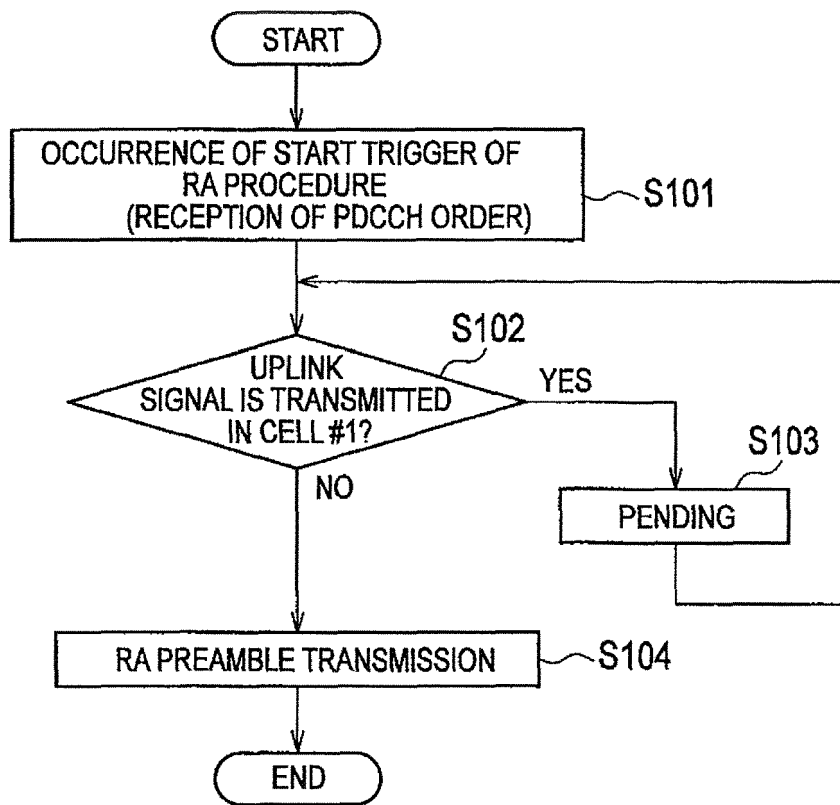 START
OCCURRENCE OF START TRIGGER OF
RA PROCEDURE
(RECEPTION OF PDCCH ORDER)
S101
S102
UPLINK
SIGNAL IS TRANSMITTED
IN CELL #1?
YES
S103
NO
PENDING
RA PREAMBLE TRANSMISSION
S104
END